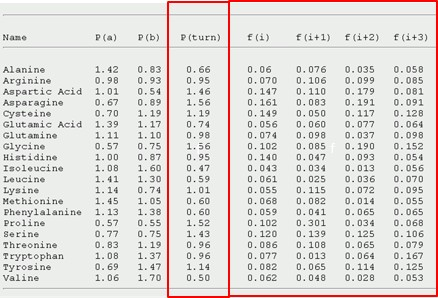 Name P(a) P(b) P(turn) f(i) f(i+1) f(i+2) f(i+3)
Alanine 1.42 0.83 0.66 0.06 0.076 0.035 0.058
Arginine 0.98 0.93 0.95 0.070 0.106 0.099 0.085
Aspartic Acid 1.01 0.54 1.46 0.147 0.110 0.179 0.081
Asparagine 0.67 0.89 1.56 0.161 0.083 0.191 0.091
Cysteine 0.70 1.19 1.19 0.149 0.050 0.117 0.128
Glutamic Acid 1.39 1.17 0.74 0.056 0.060 0.077 0.064
Glutamine 1.11 1.10 0.98 0.074 0.098 0.037 0.098
Glycine 0.57 0.75 1.56 0.102 0.085 0.190 0.152
Histidine 1.00 0.87 0.95 0.140 0.047 0.093 0.054
Isoleucine 1.08 1.60 0.47 0.043 0.034 0.013 0.056
Leucine 1.41 1.30 0.59 0.061 0.025 0.036 0.070
Lysine 1.14 0.74 1.01 0.055 0.115 0.072 0.095
Methionine 1.45 1.05 0.60 0.068 0.082 0.014 0.055
Phenylalanine 1.13 1.38 0.60 0.059 0.041 0.065 0.065
Proline 0.57 0.55 1.52 0.102 0.301 0.034 0.068
Serine 0.77 0.75 1.43 0.120 0.139 0.125 0.106
Threonine 0.83 1.19 0.96 0.086 0.108 0.065 0.079
Tryptophan 1.08 1.37 0.96 0.077 0.013 0.064 0.167
Tyrosine 0.69 1.47 1.14 0.082 0.065 0.114 0.125
Valine 1.06 1.70 0.50 0.062 0.048 0.028 0.053